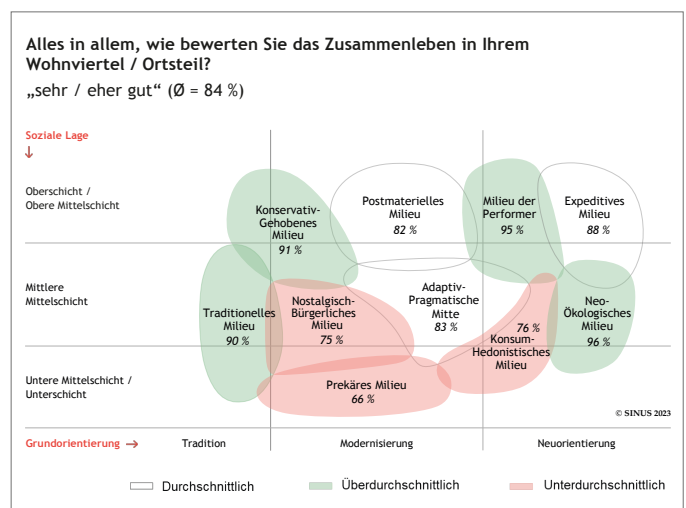 Alles in allem, wie bewerten Sie das Zusammenleben in Ihrem
Wohnviertel / Ortsteil?
„sehr / eher gut“ (Ø = 84 %)
Soziale Lage
↓
Oberschicht /
Obere Mittelschicht
Konservativ-
Gehobenes
Milieu
91 %
Postmaterielles
Milieu
82 %
Milieu der
Performer
95 %
Expeditives
Milieu
88 %
Mittlere
Mittelschicht
Traditionelles
Milieu
90 %
Nostalgisch-
Bürgerliches
Milieu
75 %
Adaptiv-
Pragmatische
Mitte
83 %
76 %
Konsum-
Hedonistisches
Milieu
Neo-
Ökologisches
Milieu
96 %
Untere Mittelschicht /
Unterschicht
Prekäres Milieu
66 %
© SINUS 2023
Grundorientierung →
Tradition
Modernisierung
Neuorientierung
Durchschnittlich
Überdurchschnittlich
Unterdurchschnittlich